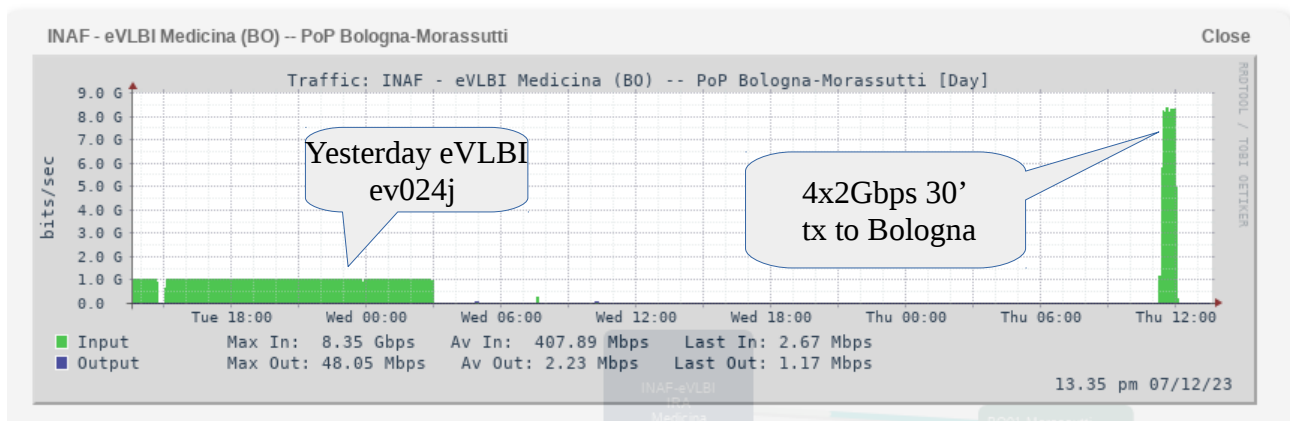 INAF - eVLBI Medicina (BO) -- PoP Bologna-Morassutti Close
Traffic: INAF - eVLBI Medicina (BO) -- PoP Bologna-Morassutti [Day]
RRDTOOL / TOBI OETIKER
bits/sec
9.0 G
8.0 G
7.0 G
6.0 G
5.0 G
4.0 G
3.0 G
2.0 G
1.0 G
0.0
Yesterday eVLBI
ev024j
4x2Gbps 30’
tx to Bologna
Tue 18:00 Wed 00:00 Wed 06:00 Wed 12:00 Wed 18:00 Thu 00:00 Thu 06:00 Thu 12:00
Input Max In: 8.35 Gbps Av In: 407.89 Mbps Last In: 2.67 Mbps
Output Max Out: 48.05 Mbps Av Out: 2.23 Mbps Last Out: 1.17 Mbps
13.35 pm 07/12/23
INAF-eVLBI
IRA
Medicina